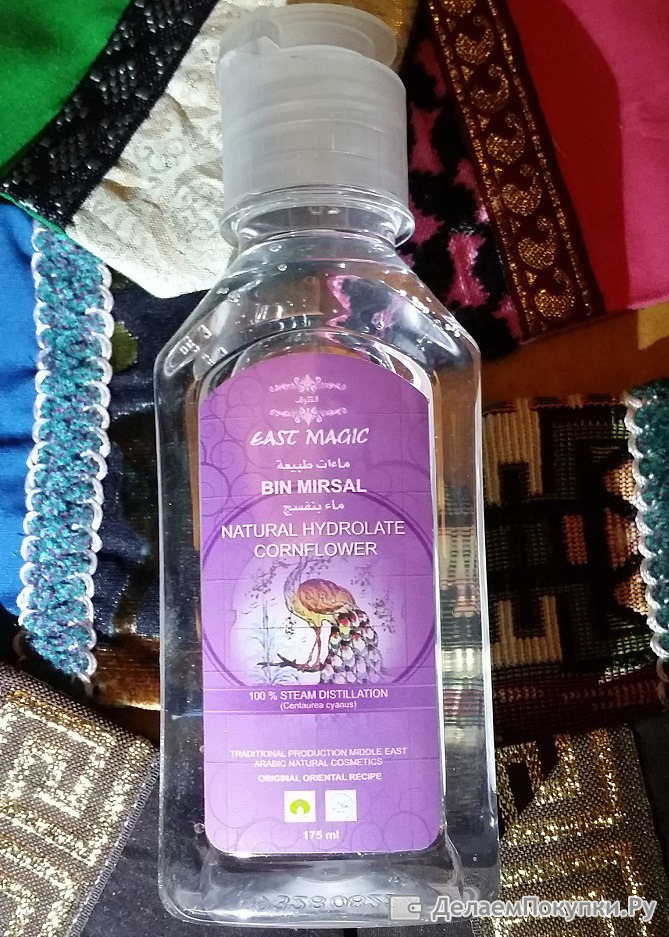 EAST MAGIC
ماءات طبيعة
BIN MIRSAL
ماء بنفسج
NATURAL HYDROLATE
CORNFLOWER
100 % STEAM DISTILLATION
(Centaurea cyanus)
TRADITIONAL PRODUCTION MIDDLE EAST
ARABIC NATURAL COSMETICS
ORIGINAL ORIENTAL RECIPE
175 ml
ДелаемПокупки.Ру